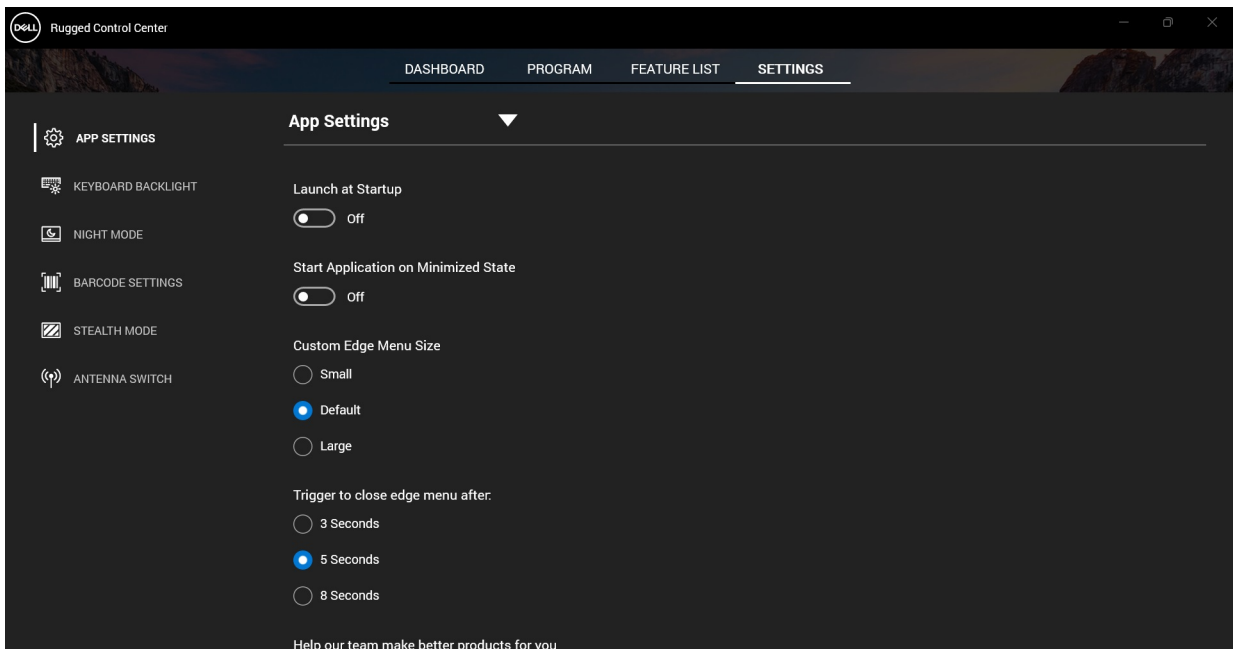 DELL Rugged Control Center
DASHBOARD PROGRAM FEATURE LIST SETTINGS
APP SETTINGS
KEYBOARD BACKLIGHT
NIGHT MODE
BARCODE SETTINGS
STEALTH MODE
ANTENNA SWITCH
App Settings
Launch at Startup
Off
Start Application on Minimized State
Off
Custom Edge Menu Size
Small
Default
Large
Trigger to close edge menu after:
3 Seconds
5 Seconds
8 Seconds
Help our team make better products for you